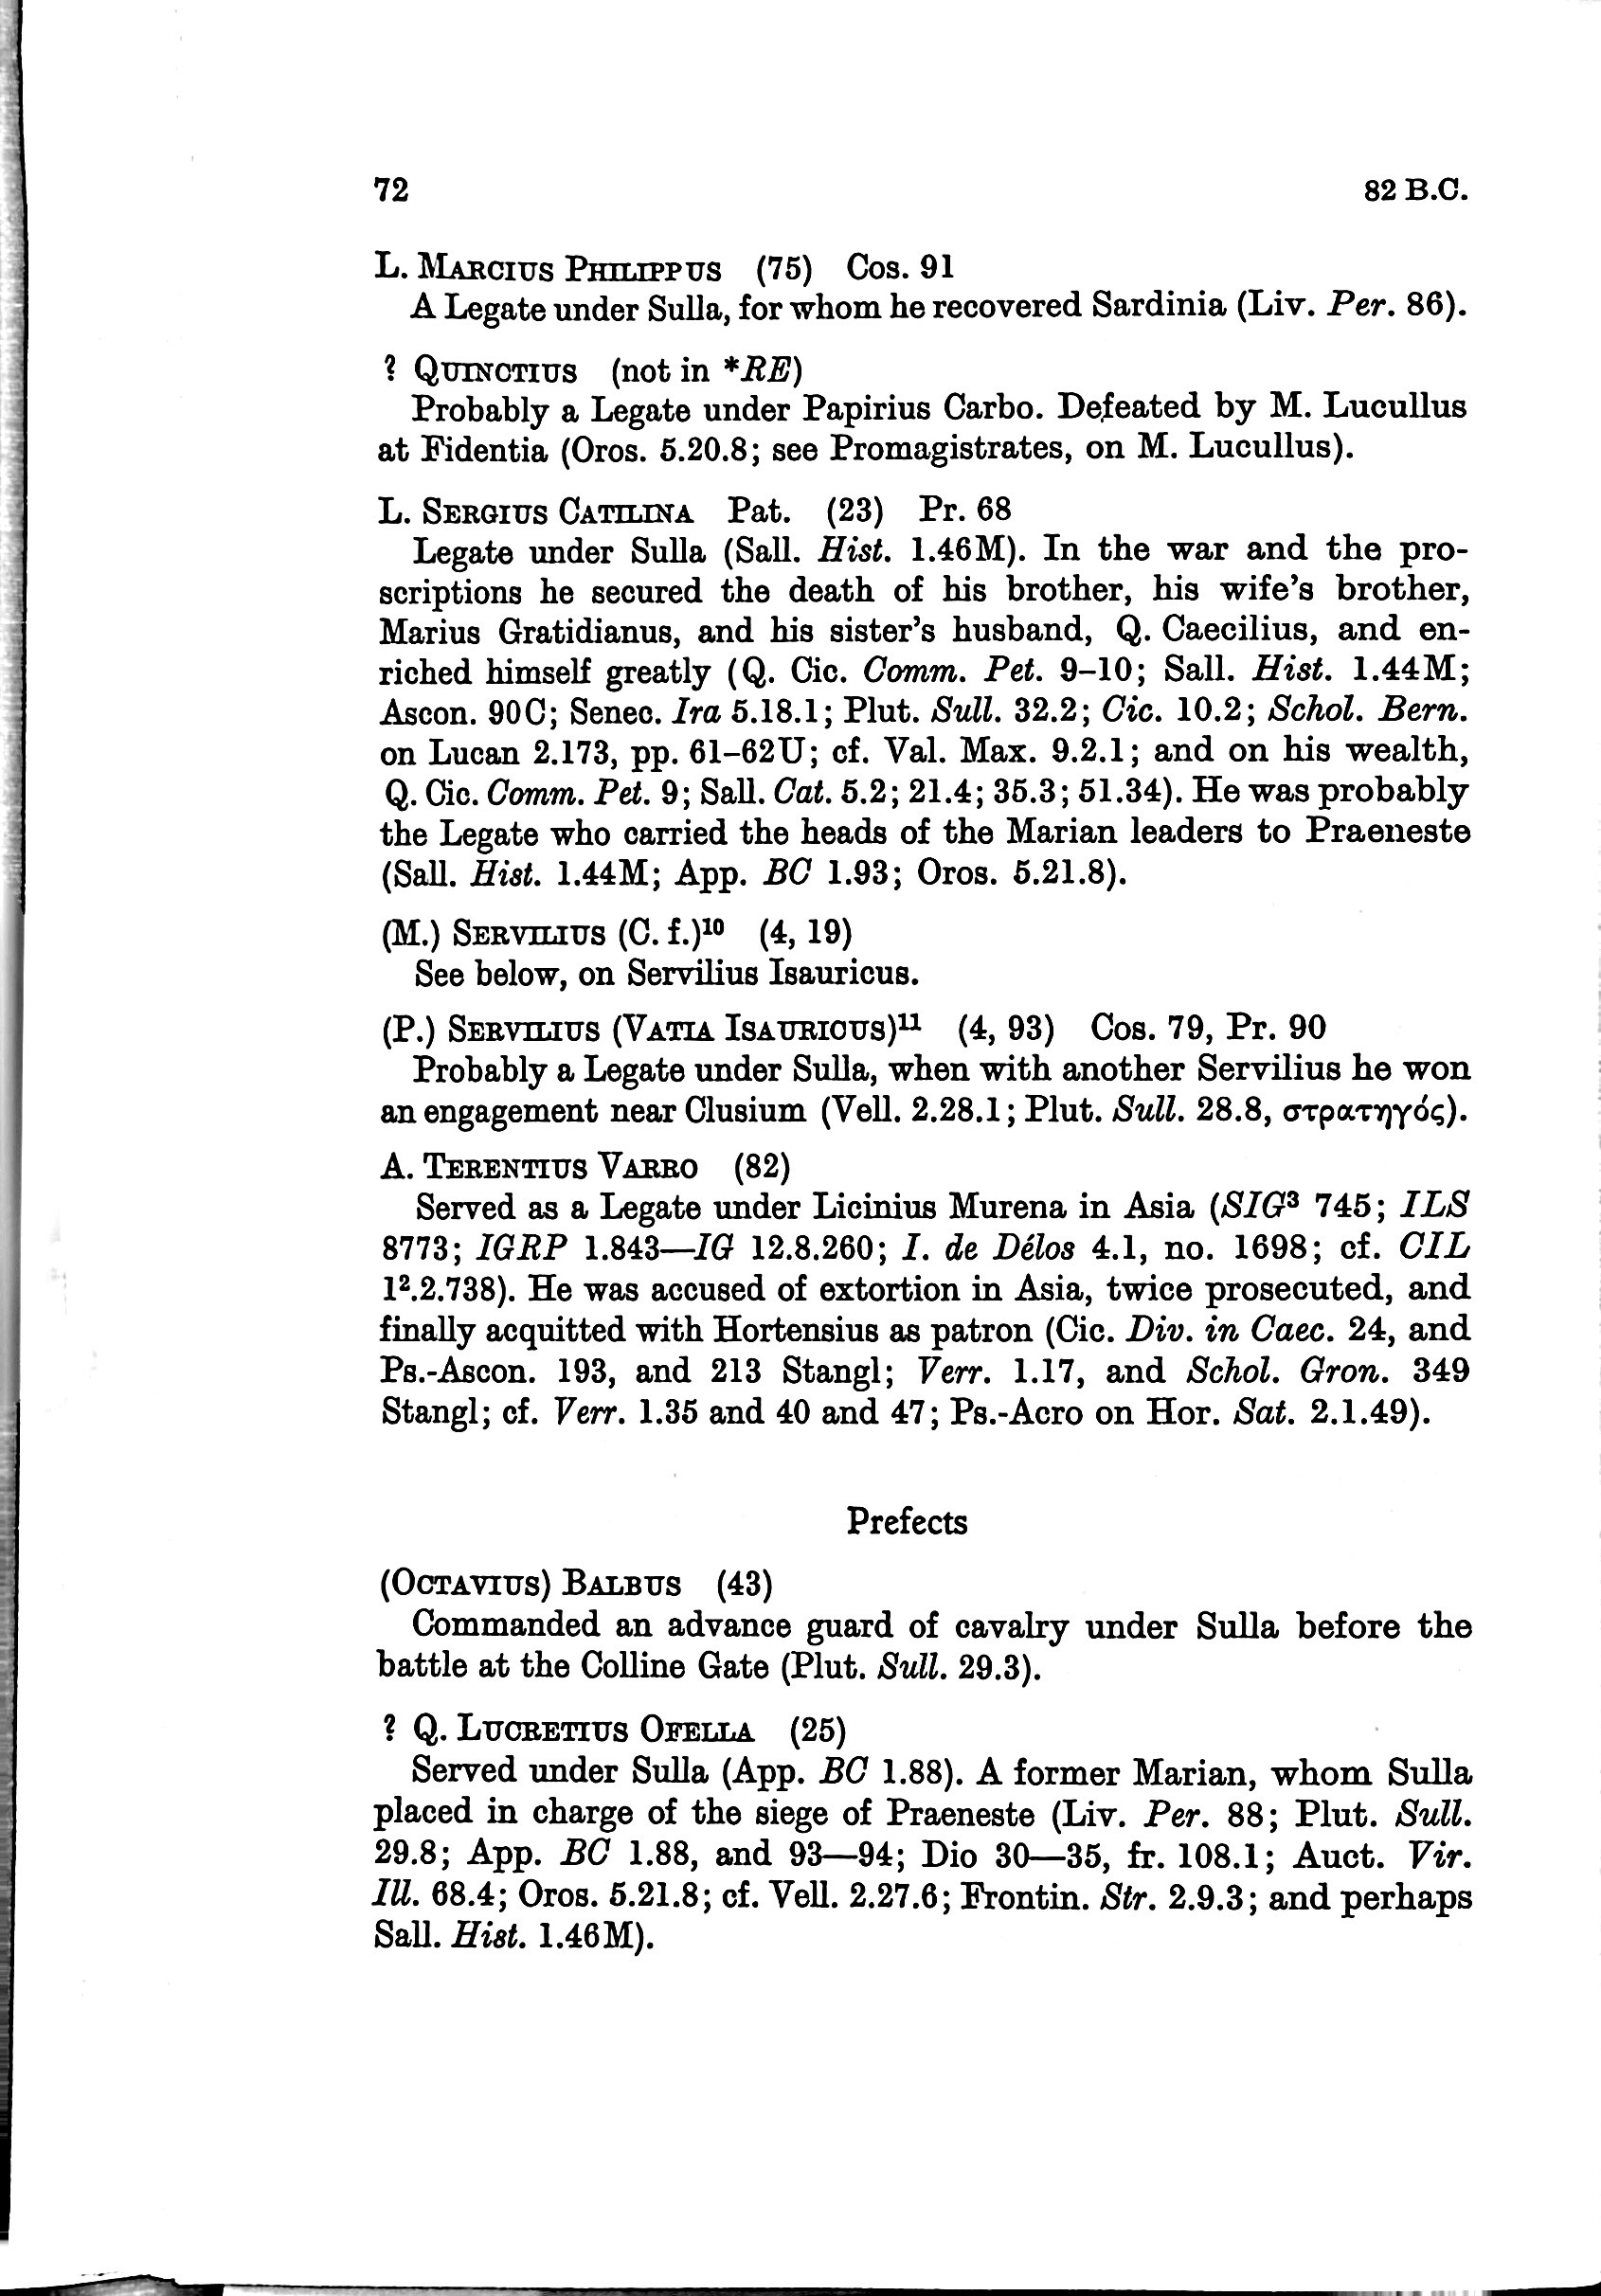 72 82 B.C.
L. MARCIUS PHILIPPUS (75) Cos. 91
A Legate under Sulla, for whom he recovered Sardinia (Liv. Per. 86).
? QUINCTIUS (not in *RE)
Probably a Legate under Papirius Carbo. Defeated by M. Lucullus
at Fidentia (Oros. 5.20.8; see Promagistrates, on M. Lucullus).
L. SERGIUS CATILINA Pat. (23) Pr. 68
Legate under Sulla (Sall. Hist. 1.46M). In the war and the pro-
scriptions he secured the death of his brother, his wife's brother,
Marius Gratidianus, and his sister's husband, Q. Caecilius, and en-
riched himself greatly (Q. Cic. Comm. Pet. 9–10; Sall. Hist. 1.44M;
Ascon. 90C; Senec. Ira 5.18.1; Plut. Sull. 32.2; Cic. 10.2; Schol. Bern.
on Lucan 2.173, pp. 61–62U; cf. Val. Max. 9.2.1; and on his wealth,
Q. Cic. Comm. Pet. 9; Sall. Cat. 5.2; 21.4; 35.3; 51.34). He was probably
the Legate who carried the heads of the Marian leaders to Praeneste
(Sall. Hist. 1.44M; App. BC 1.93; Oros. 5.21.8).
(M.) SERVILIUS (C. f.)¹⁰ (4, 19)
See below, on Servilius Isauricus.
(P.) SERVILIUS (VATIA ISAURICUS)¹¹ (4, 93) Cos. 79, Pr. 90
Probably a Legate under Sulla, when with another Servilius he won
an engagement near Clusium (Vell. 2.28.1; Plut. Sull. 28.8, στρατηγός).
A. TERENTIUS VARRO (82)
Served as a Legate under Licinius Murena in Asia (SIG³ 745; ILS
8773; IGRP 1.843—IG 12.8.260; I. de Délos 4.1, no. 1698; cf. CIL
1².2.738). He was accused of extortion in Asia, twice prosecuted, and
finally acquitted with Hortensius as patron (Cic. Div. in Caec. 24, and
Ps.-Ascon. 193, and 213 Stangl; Verr. 1.17, and Schol. Gron. 349
Stangl; cf. Verr. 1.35 and 40 and 47; Ps.-Acro on Hor. Sat. 2.1.49).
Prefects
(OCTAVIUS) BALBUS (43)
Commanded an advance guard of cavalry under Sulla before the
battle at the Colline Gate (Plut. Sull. 29.3).
? Q. LUCRETIUS OFELLA (25)
Served under Sulla (App. BC 1.88). A former Marian, whom Sulla
placed in charge of the siege of Praeneste (Liv. Per. 88; Plut. Sull.
29.8; App. BC 1.88, and 93—94; Dio 30—35, fr. 108.1; Auct. Vir.
Ill. 68.4; Oros. 5.21.8; cf. Vell. 2.27.6; Frontin. Str. 2.9.3; and perhaps
Sall. Hist. 1.46M).